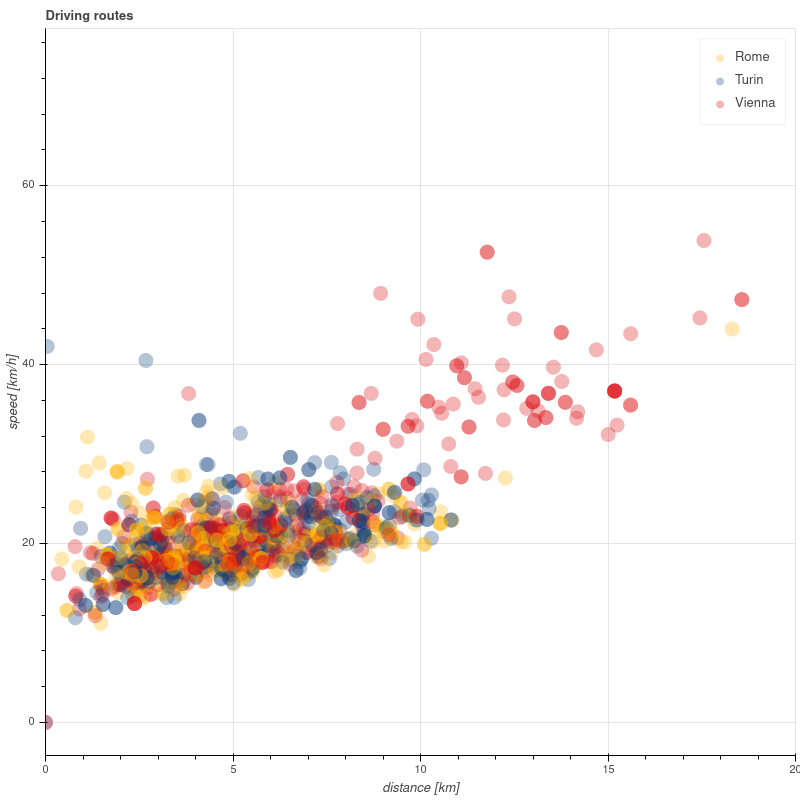 Driving routes
Rome
Turin
Vienna
60
40
20
0
speed [km/h]
0 5 10 15 20
distance [km]